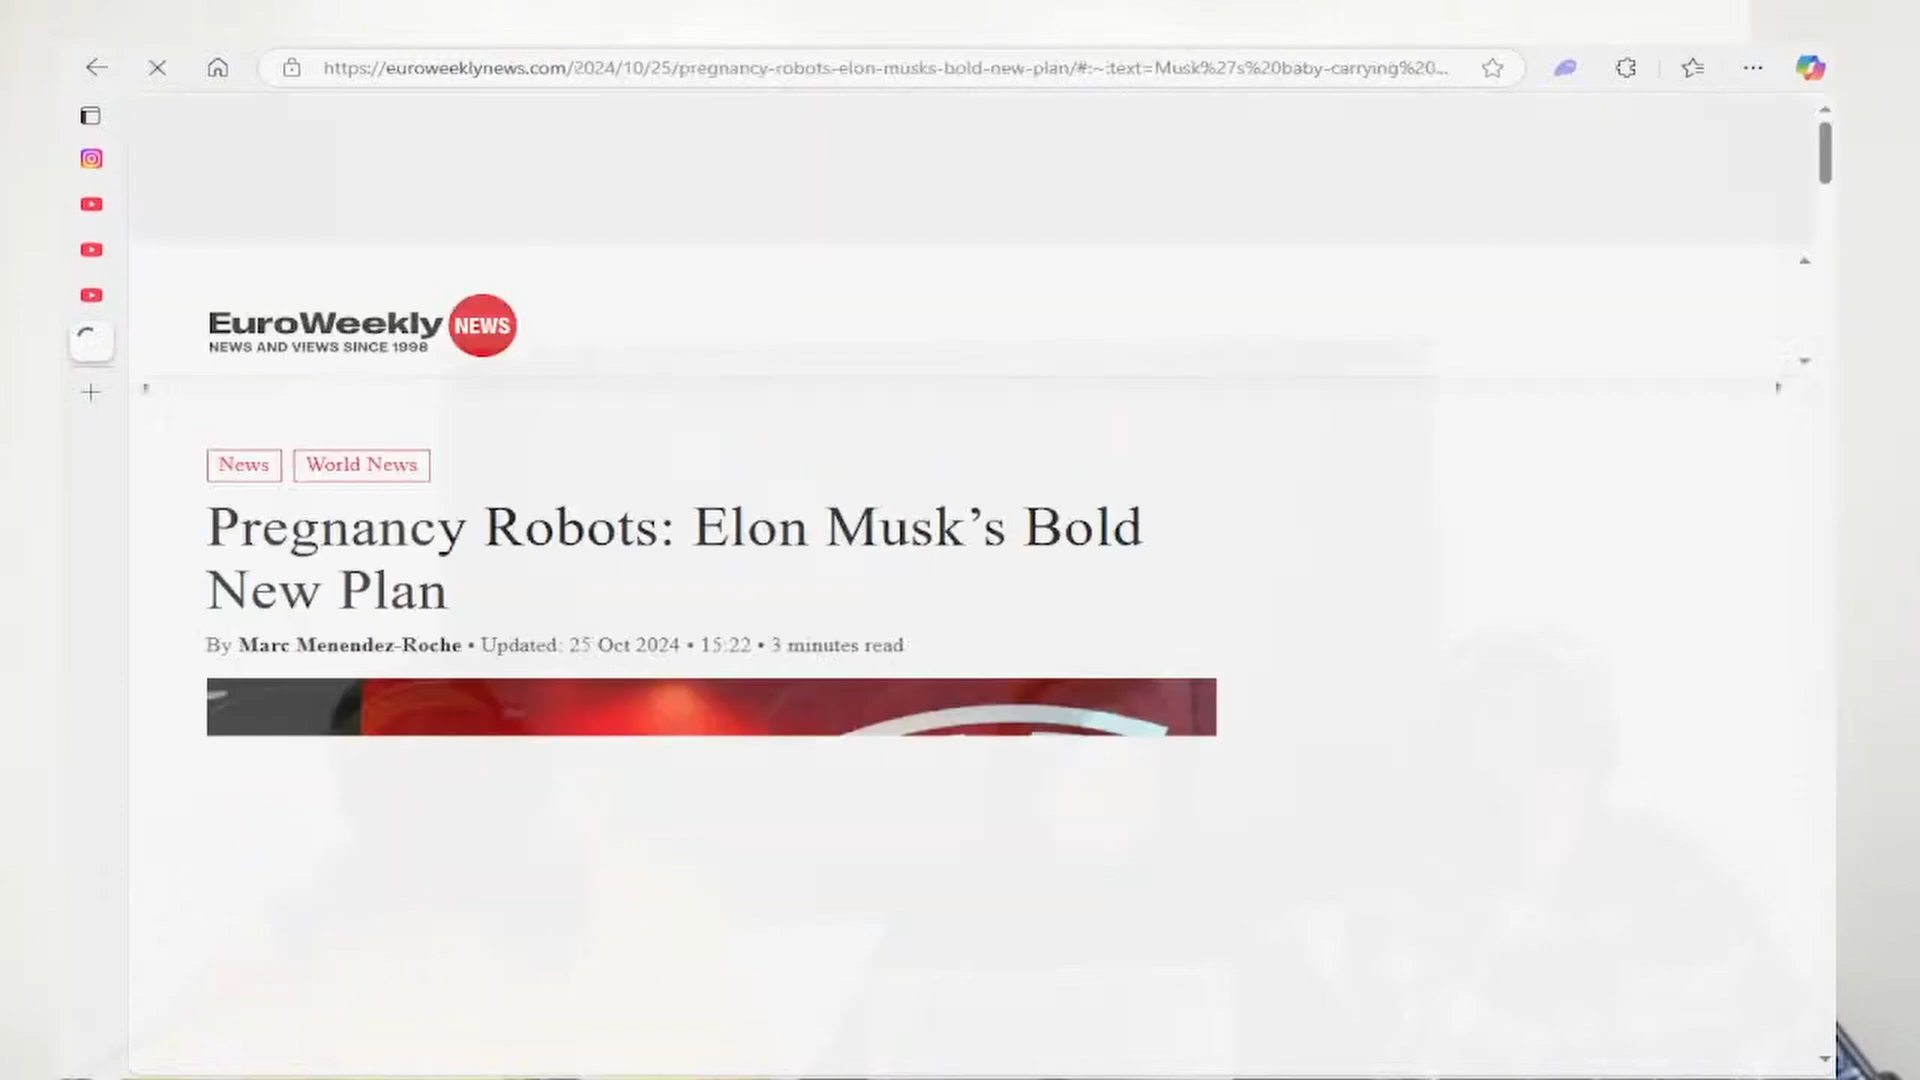 https://euroweeklynews.com/2024/10/25/pregnancy-robots-elon-musks-bold-new-plan/#:~:text=Musk%27s%20baby-carrying%20...
EuroWeekly NEWS
NEWS AND VIEWS SINCE 1998
News World News
Pregnancy Robots: Elon Musk’s Bold
New Plan
By Marc Menendez-Roche • Updated: 25 Oct 2024 • 15:22 • 3 minutes read